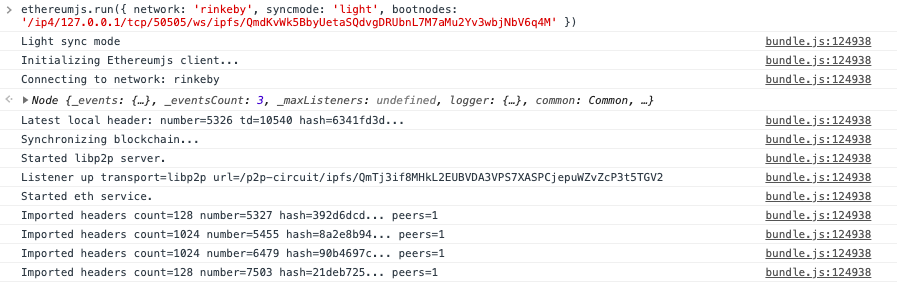 > ethereumjs.run({ network: 'rinkeby', syncmode: 'light', bootnodes:
'/ip4/127.0.0.1/tcp/50505/ws/ipfs/QmdKvWk5BbyUetaSQdvgDRUbnL7M7aMu2Yv3wbjNbV6q4M' })
Light sync mode bundle.js:124938
Initializing Ethereumjs client... bundle.js:124938
Connecting to network: rinkeby bundle.js:124938
Node {_events: {…}, _eventsCount: 3, _maxListeners: undefined, logger: {…}, common: Common, …}
Latest local header: number=5326 td=10540 hash=6341fd3d... bundle.js:124938
Synchronizing blockchain... bundle.js:124938
Started libp2p server. bundle.js:124938
Listener up transport=libp2p url=/p2p-circuit/ipfs/QmTj3if8MHkL2EUBVDA3VPS7XASPCjepuWZvZcP3t5TGV2 bundle.js:124938
Started eth service. bundle.js:124938
Imported headers count=128 number=5327 hash=392d6dcd... peers=1 bundle.js:124938
Imported headers count=1024 number=5455 hash=8a2e8b94... peers=1 bundle.js:124938
Imported headers count=1024 number=6479 hash=90b4697c... peers=1 bundle.js:124938
Imported headers count=128 number=7503 hash=21deb725... peers=1 bundle.js:124938